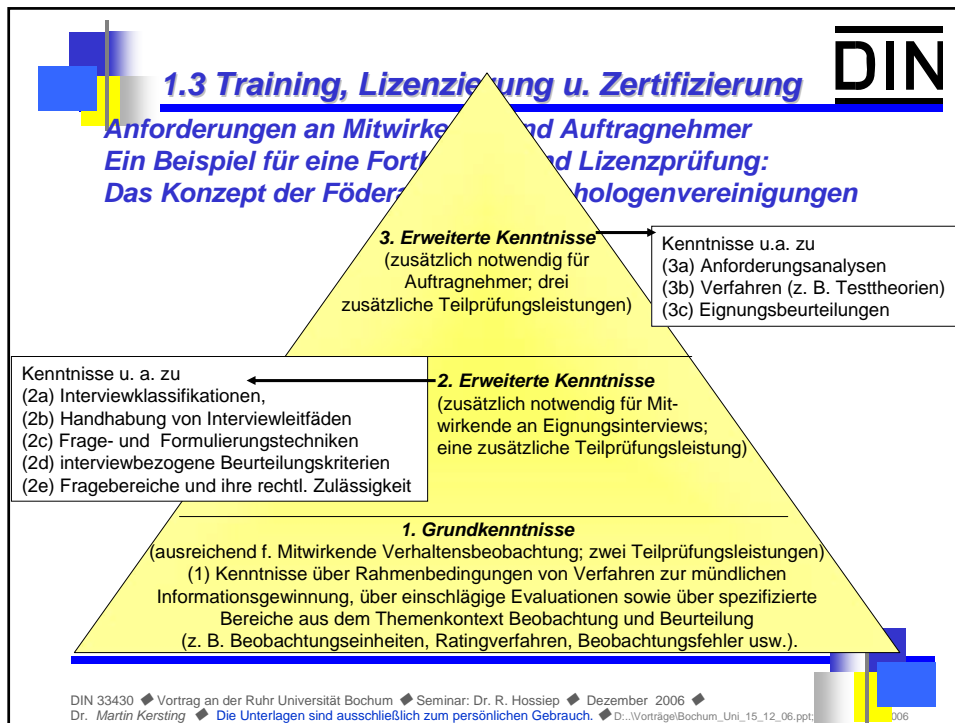 1.3 Training, Lizenzierung u. Zertifizierung
DIN
Anforderungen an Mitwirke nd Auftragnehmer
Ein Beispiel für eine Fortb nd Lizenzprüfung:
Das Konzept der Födera hologenvereinigungen
3. Erweiterte Kenntnisse
(zusätzlich notwendig für
Auftragnehmer; drei
zusätzliche Teilprüfungsleistungen)
Kenntnisse u.a. zu
(3a) Anforderungsanalysen
(3b) Verfahren (z. B. Testtheorien)
(3c) Eignungsbeurteilungen
Kenntnisse u. a. zu
(2a) Interviewklassifikationen,
(2b) Handhabung von Interviewleitfäden
(2c) Frage- und Formulierungstechniken
(2d) interviewbezogene Beurteilungskriterien
(2e) Fragebereiche und ihre rechtl. Zulässigkeit
2. Erweiterte Kenntnisse
(zusätzlich notwendig für Mit-
wirkende an Eignungsinterviews;
eine zusätzliche Teilprüfungsleistung)
1. Grundkenntnisse
(ausreichend f. Mitwirkende Verhaltensbeobachtung; zwei Teilprüfungsleistungen)
(1) Kenntnisse über Rahmenbedingungen von Verfahren zur mündlichen
Informationsgewinnung, über einschlägige Evaluationen sowie über spezifizierte
Bereiche aus dem Themenkontext Beobachtung und Beurteilung
(z. B. Beobachtungseinheiten, Ratingverfahren, Beobachtungsfehler usw.).
DIN 33430 ◆ Vortrag an der Ruhr Universität Bochum ◆ Seminar: Dr. R. Hossiep ◆ Dezember 2006 ◆
Dr. Martin Kersting ◆ Die Unterlagen sind ausschließlich zum persönlichen Gebrauch. ◆ D:..\Vorträge\Bochum_Uni_15_12_06.ppt; 006